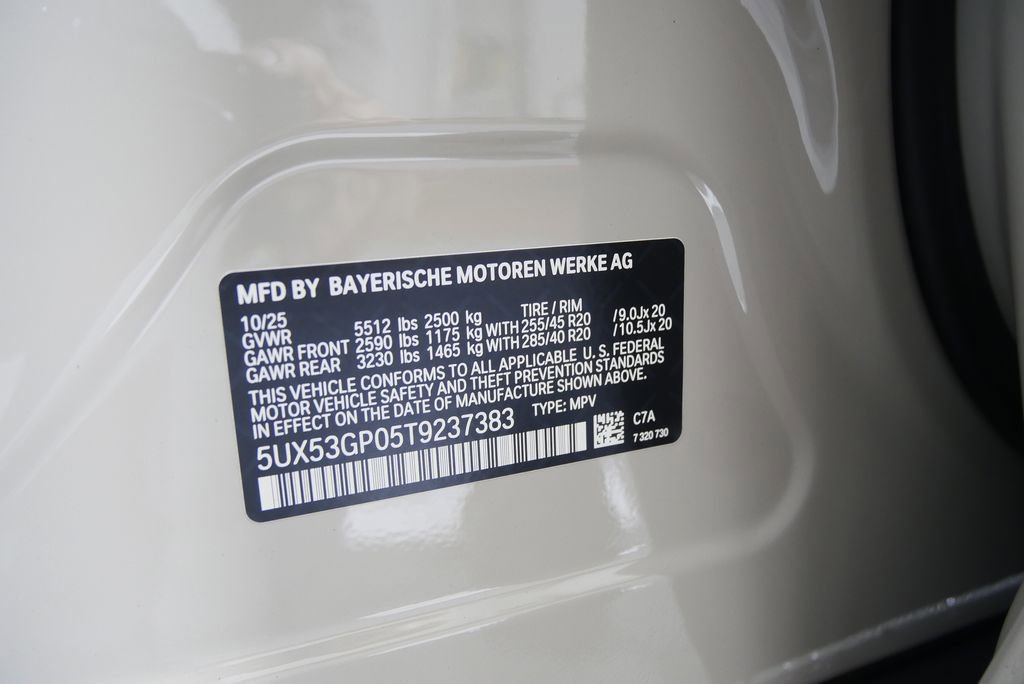 MFD BY BAYERISCHE MOTOREN WERKE AG
10/25 TIRE / RIM
GVWR 5512 lbs 2500 kg
GAWR FRONT 2590 lbs 1175 kg WITH 255/45 R20 /9.0Jx 20
GAWR REAR 3230 lbs 1465 kg WITH 285/40 R20 /10.5Jx 20
THIS VEHICLE CONFORMS TO ALL APPLICABLE U. S. FEDERAL
MOTOR VEHICLE SAFETY AND THEFT PREVENTION STANDARDS
IN EFFECT ON THE DATE OF MANUFACTURE SHOWN ABOVE.
5UX53GP05T9237383 TYPE: MPV C7A
7 320 730